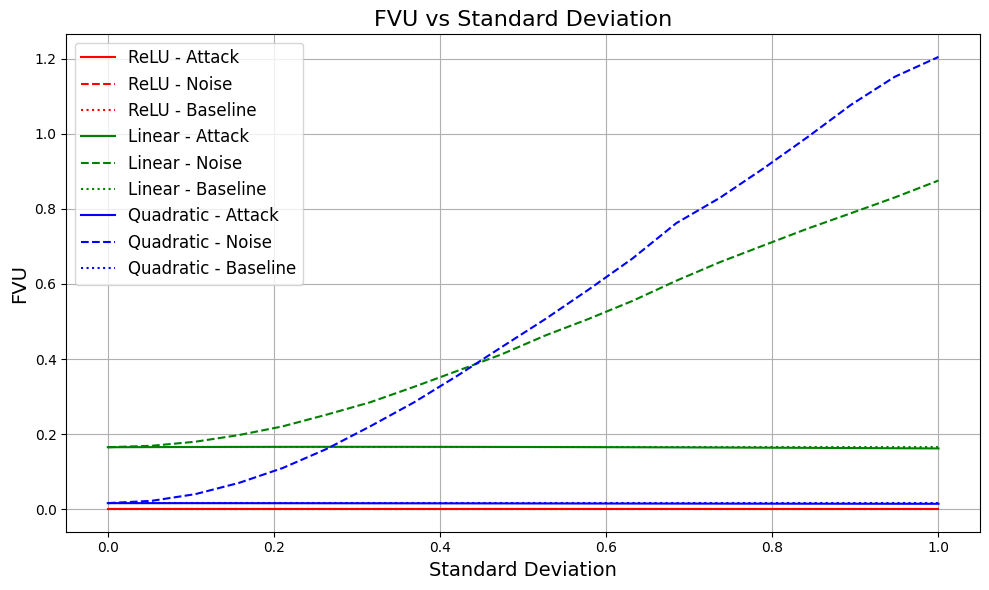 FVU vs Standard Deviation
ReLU - Attack
ReLU - Noise
ReLU - Baseline
Linear - Attack
Linear - Noise
Linear - Baseline
Quadratic - Attack
Quadratic - Noise
Quadratic - Baseline
FVU
1.2
1.0
0.8
0.6
0.4
0.2
0.0
0.0 0.2 0.4 0.6 0.8 1.0
Standard Deviation